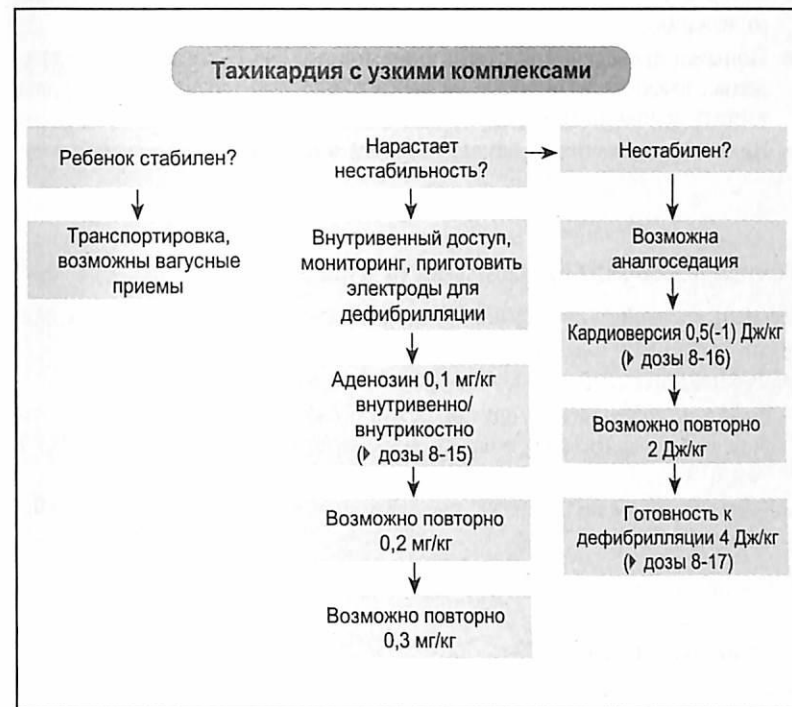 Тахикардия с узкими комплексами
Ребенок стабилен?
Транспортировка,
возможны вагусные
приемы
Нарастает
нестабильность?
Внутривенный доступ,
мониторинг, приготовить
электроды для
дефибрилляции
Аденозин 0,1 мг/кг
внутривенно/
внутрикостно
(▶ дозы 8-15)
Возможно повторно
0,2 мг/кг
Возможно повторно
0,3 мг/кг
Нестабилен?
Возможна
аналгоседация
Кардиоверсия 0,5(-1) Дж/кг
(▶ дозы 8-16)
Возможно повторно
2 Дж/кг
Готовность к
дефибрилляции 4 Дж/кг
(▶ дозы 8-17)